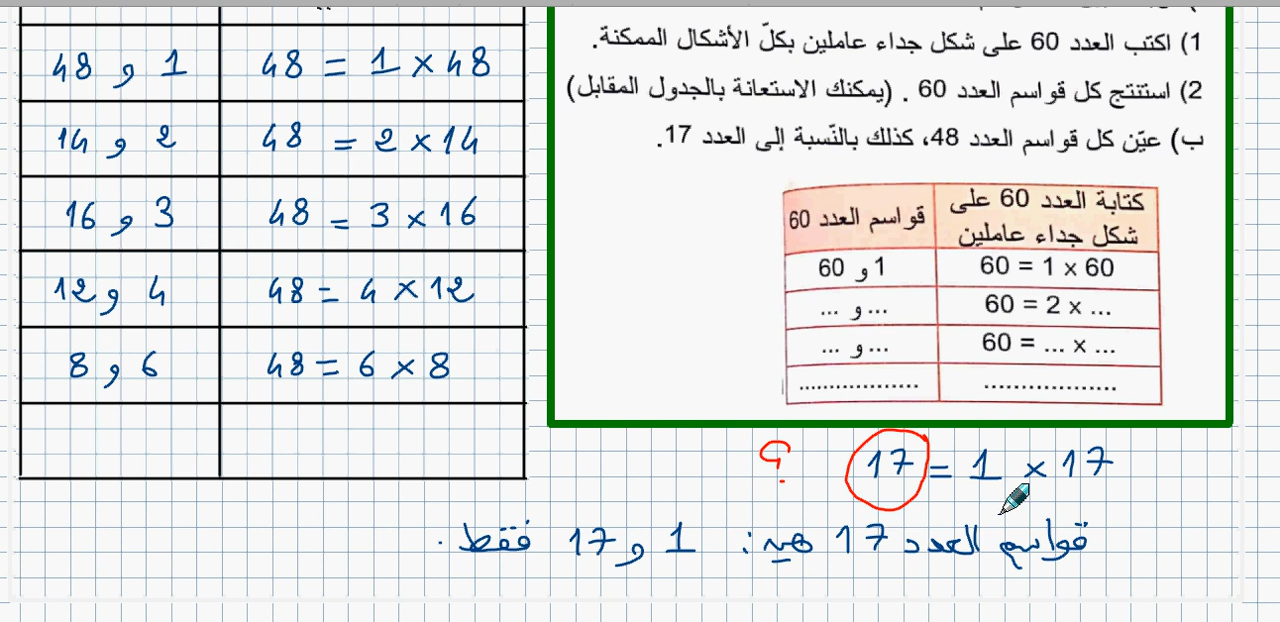 1) اكتب العدد 60 على شكل جداء عاملين بكلّ الأشكال الممكنة.
2) استنتج كل قواسم العدد 60 . (يمكنك الاستعانة بالجدول المقابل)
ب) عيّن كل قواسم العدد 48، كذلك بالنّسبة إلى العدد 17.
كتابة العدد 60 على شكل جداء عاملين
قواسم العدد 60
60 = 1 x 60
1 و 60
60 = 2 x ...
... و ...
60 = ... x ...
... و ...
..................
..................
48 = 1 × 48
1 و 48
48 = 2 × 14
2 و 14
48 = 3 × 16
3 و 16
48 = 4 × 12
4 و 12
48 = 6 × 8
6 و 8
17 = 1 × 17
؟
قواسم العدد 17 هي: 1 و 17 فقط .